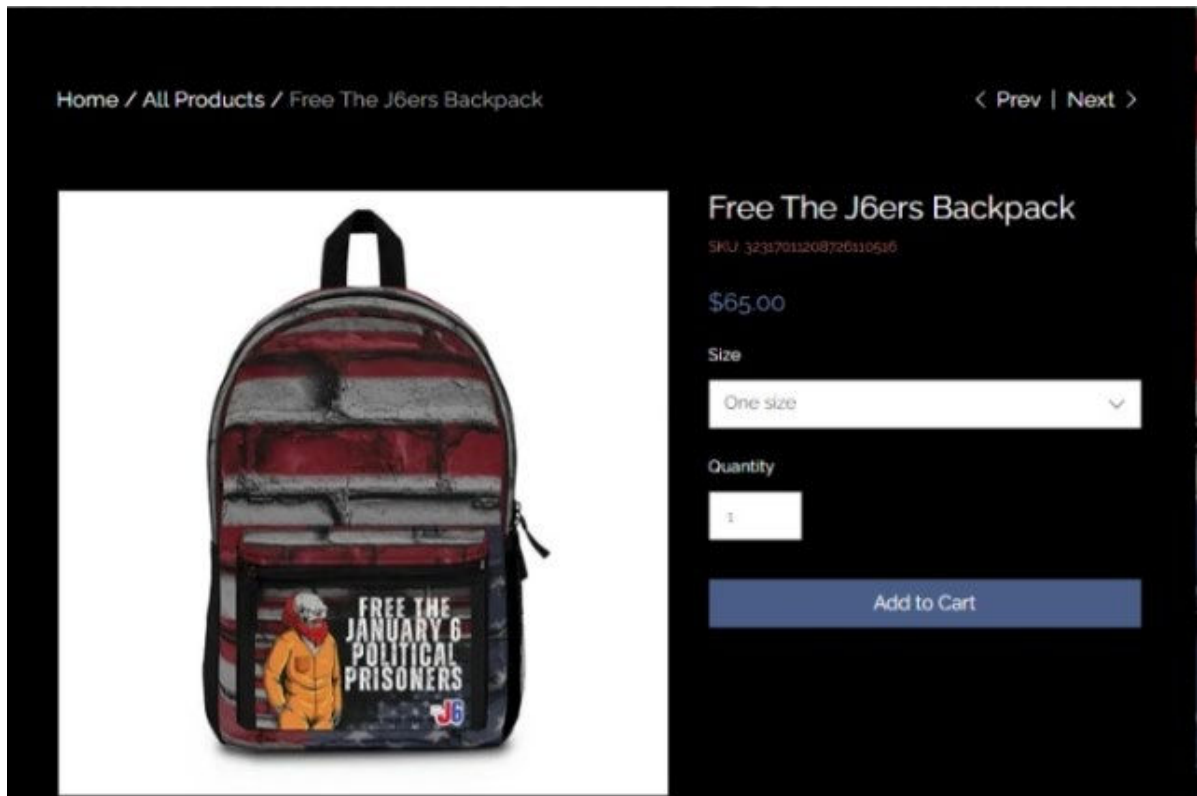 Home / All Products / Free The J6ers Backpack
< Prev | Next >
Free The J6ers Backpack
SKU: 32317011208726110516
$65.00
Size
One size
Quantity
1
Add to Cart
FREE THE
JANUARY 6
POLITICAL
PRISONERS
J6